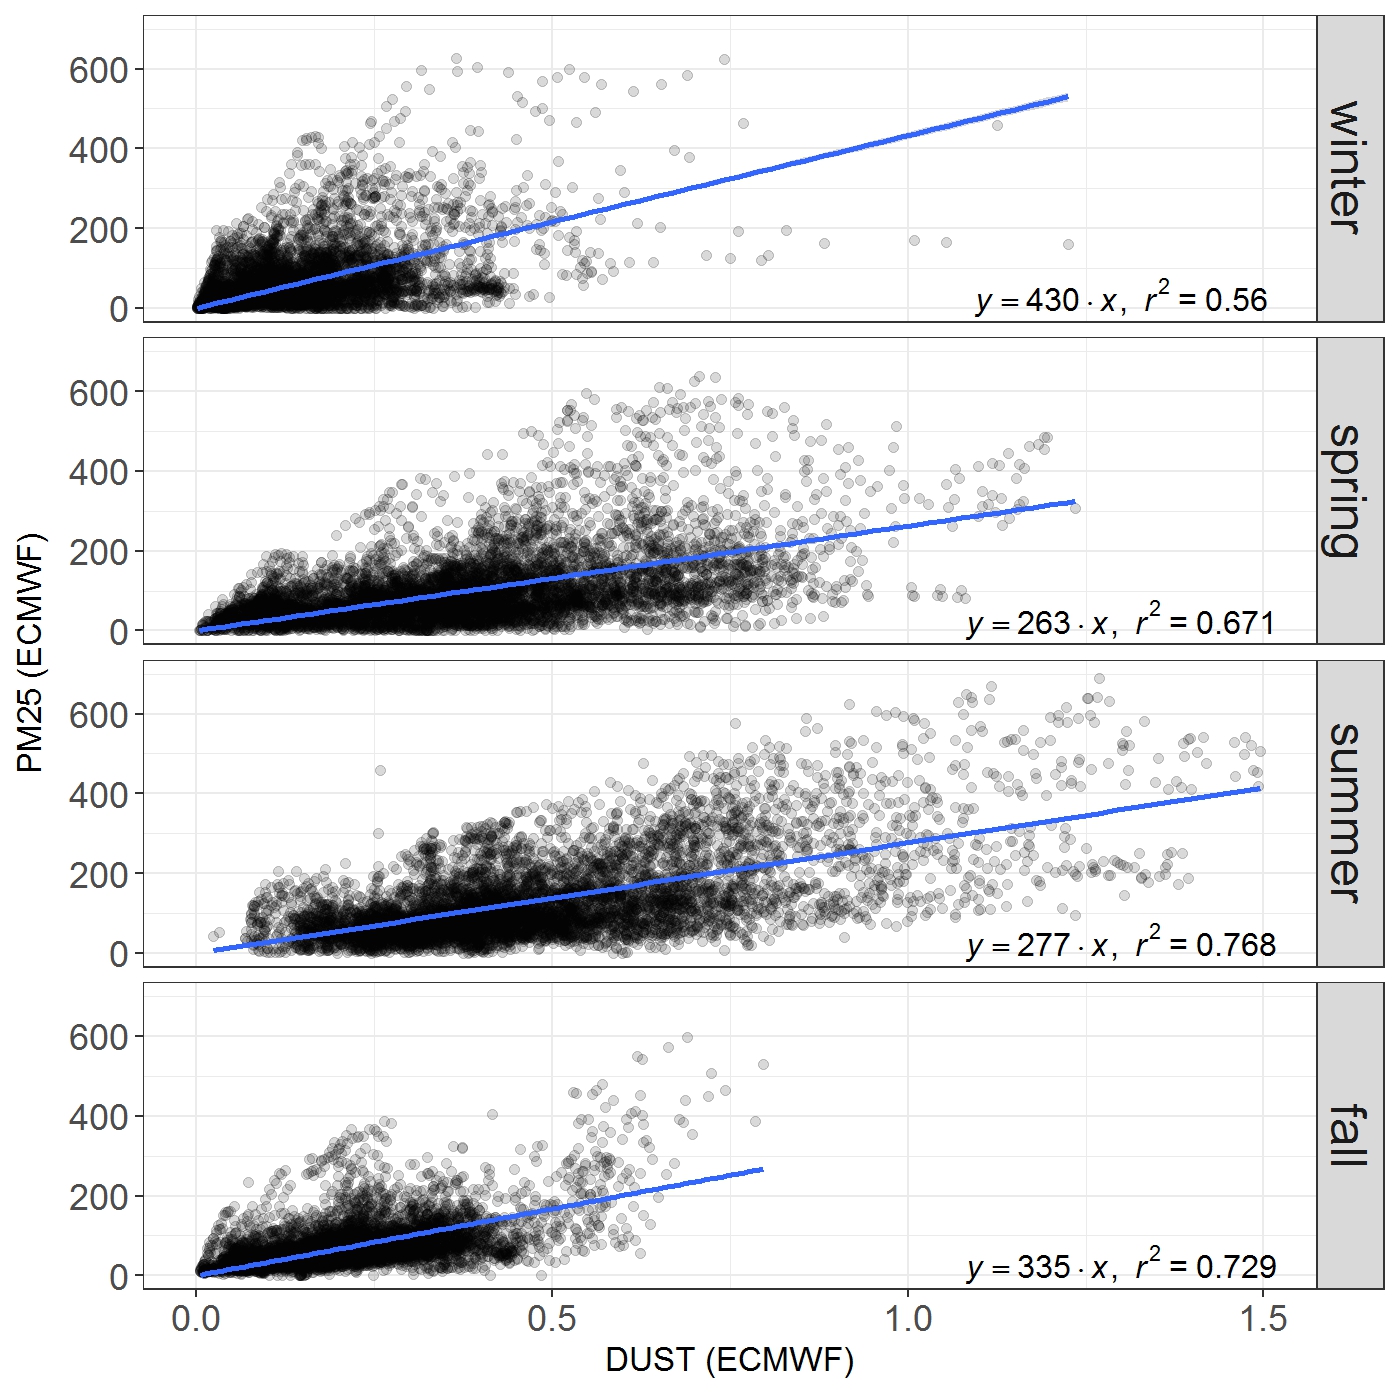 PM25 (ECMWF)
600
400
200
0
y = 430 · x, r² = 0.56
winter
600
400
200
0
y = 263 · x, r² = 0.671
spring
600
400
200
0
y = 277 · x, r² = 0.768
summer
600
400
200
0
y = 335 · x, r² = 0.729
fall
0.0 0.5 1.0 1.5
DUST (ECMWF)